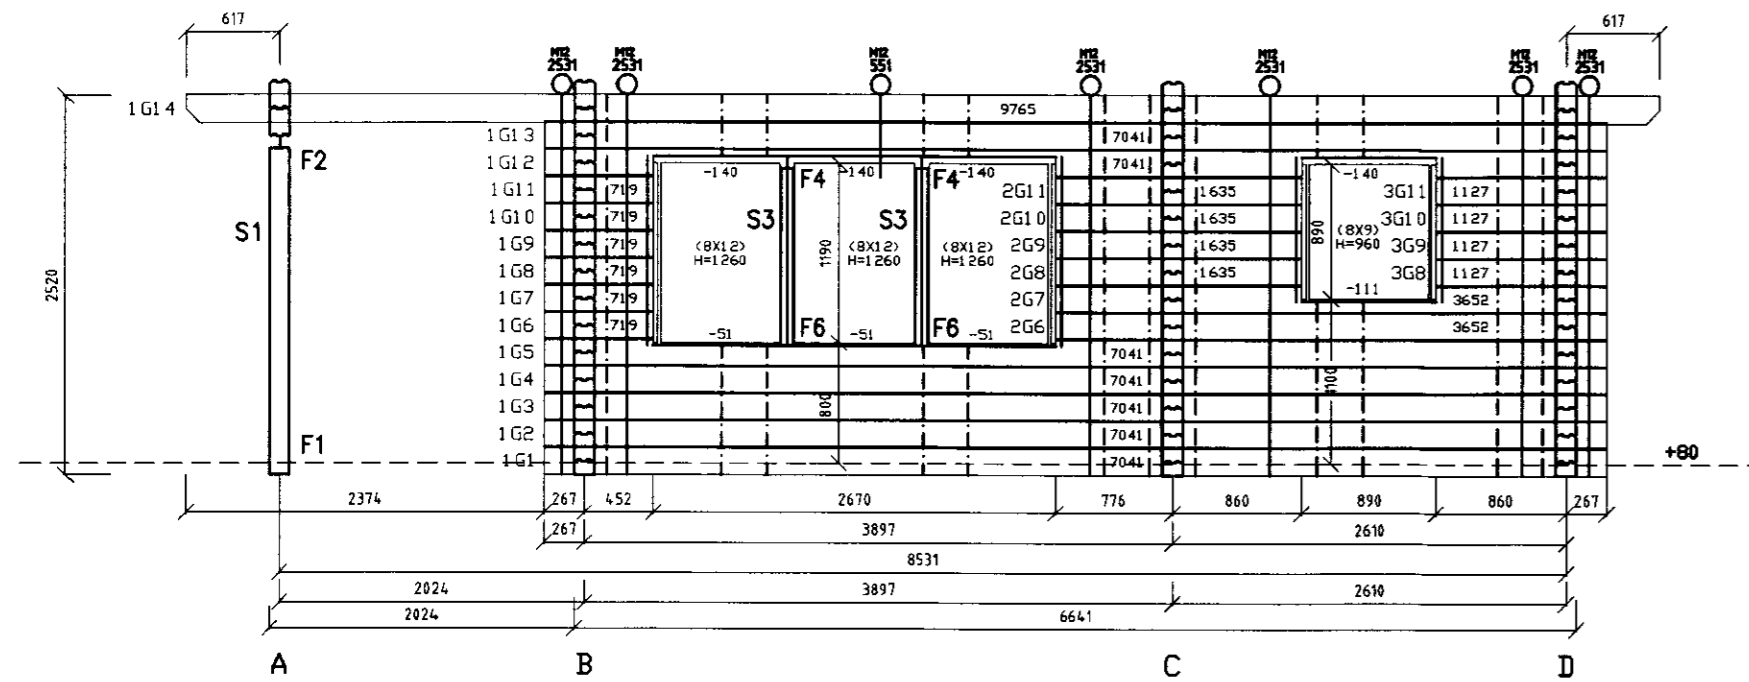 617 617
M12 M12 M12 M12 M12 M12 M12
2531 2531 551 2531 2531 2531 2531
1G14 9765
1G13 7041
F2 1G12 7041
-140 -140 -140 -140
F4 F4
1G11 719 2G11 1635 3G11 1127
S1 1G10 719 S3 S3 2G10 1635 3G10 1127
1G9 719 (8X12) (8X12) (8X12) 2G9 1635 890 (8X9) 3G9 1127
H=1260 1190 H=1260 H=1260 H=960
1G8 719 2G8 1635 3G8 1127
2520
1G7 719 2G7 -111 3652
1G6 719 -51 F6 -51 F6 -51 2G6 3652
1G5 7041
1G4 7041 1100
1G3 800 7041
F1 1G2 7041
1G1 7041 +80
2374 267 452 2670 776 860 890 860 267
267 3897 2610
8531
2024 3897 2610
2024 6641
A B C D